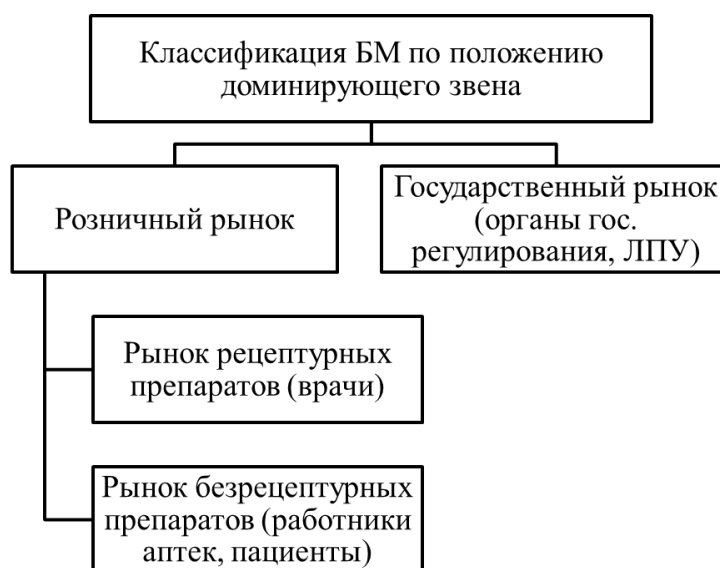 Классификация БМ по положению
доминирующего звена
Розничный рынок
Государственный рынок
(органы гос.
регулирования, ЛПУ)
Рынок рецептурных
препаратов (врачи)
Рынок безрецептурных
препаратов (работники
аптек, пациенты)